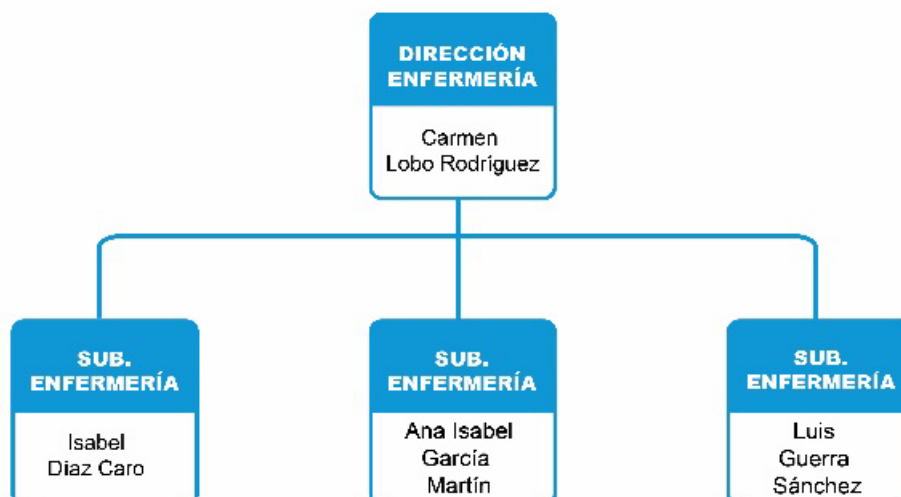 DIRECCIÓN
ENFERMERÍA
Carmen
Lobo Rodríguez
SUB.
ENFERMERÍA
Isabel
Diaz Caro
SUB.
ENFERMERÍA
Ana Isabel
García
Martín
SUB.
ENFERMERÍA
Luis
Guerra
Sánchez